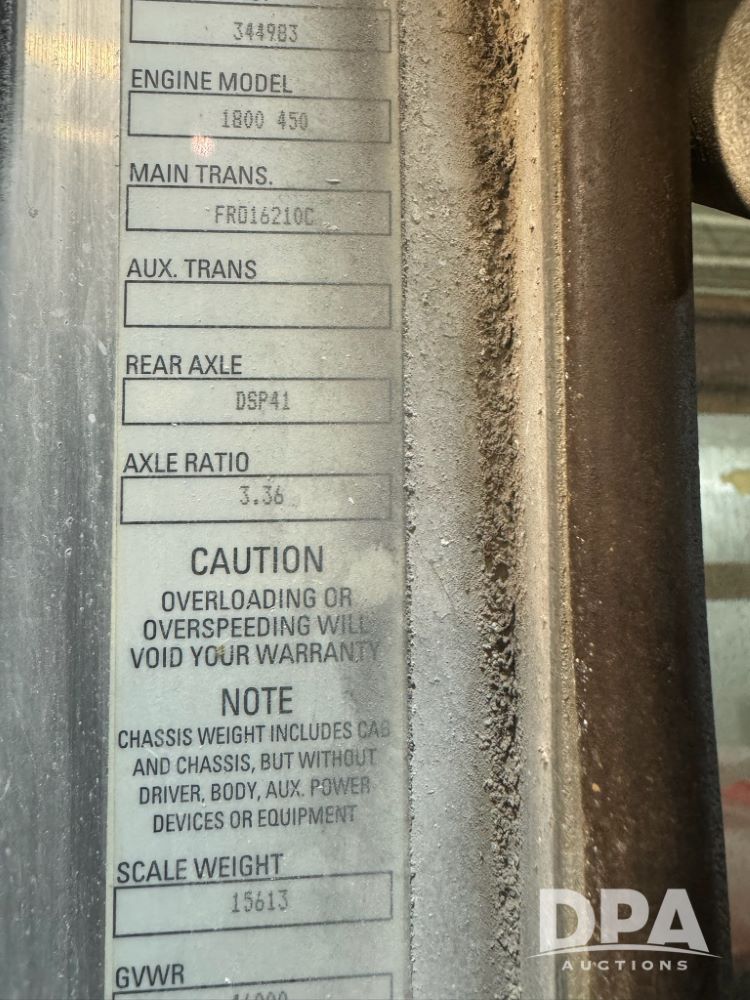 344983
ENGINE MODEL
1800 450
MAIN TRANS.
FRD16210C
AUX. TRANS
REAR AXLE
DSP41
AXLE RATIO
3.36
CAUTION
OVERLOADING OR
OVERSPEEDING WILL
VOID YOUR WARRANTY
NOTE
CHASSIS WEIGHT INCLUDES CAB
AND CHASSIS, BUT WITHOUT
DRIVER, BODY, AUX. POWER
DEVICES OR EQUIPMENT
SCALE WEIGHT
15613
GVWR
DPA
AUCTIONS